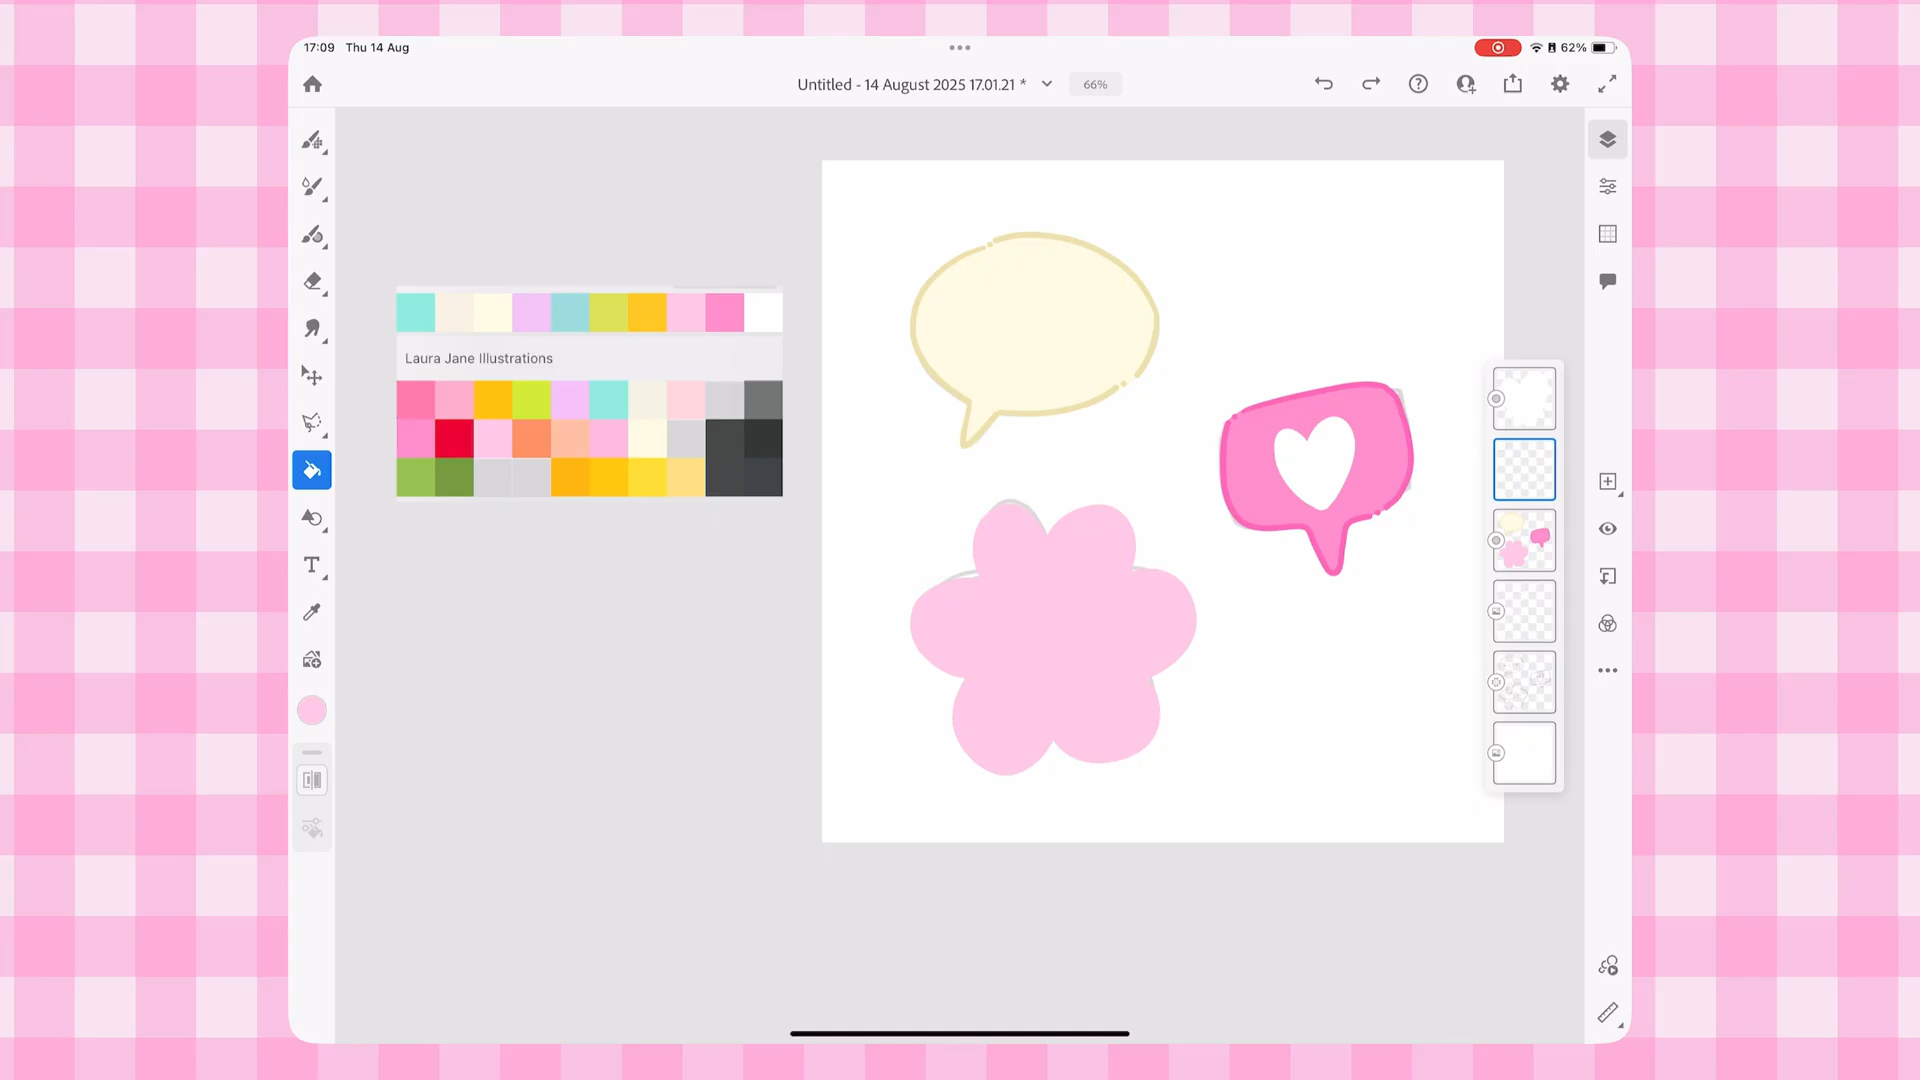 17:09 Thu 14 Aug
62%
Untitled - 14 August 2025 17.01.21 *
66%
Laura Jane Illustrations
T